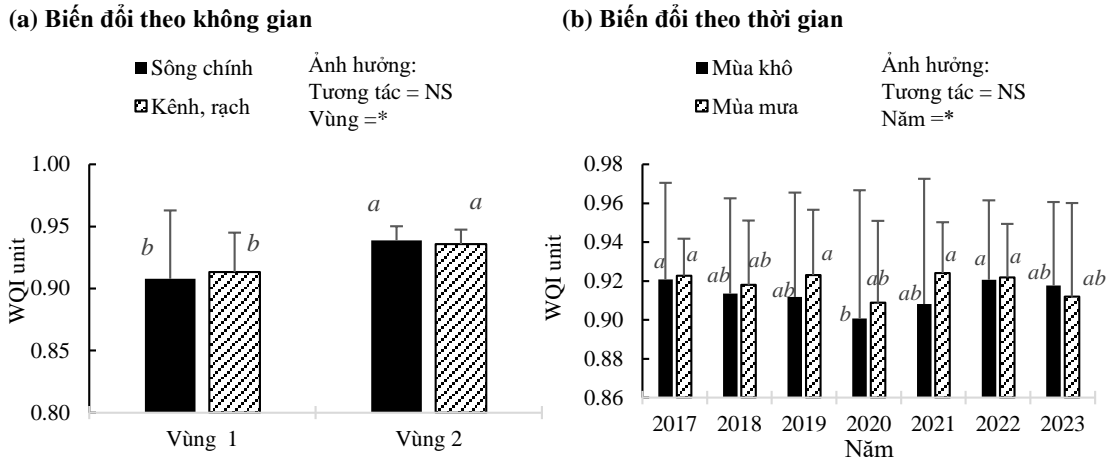 (a) Biến đổi theo không gian
Sông chính
Kênh, rạch
Ảnh hưởng:
Tương tác = NS
Vùng =*
WQI unit
1.00
0.95
0.90
0.85
0.80
b
b
a
a
Vùng 1
Vùng 2
(b) Biến đổi theo thời gian
Mùa khô
Mùa mưa
Ảnh hưởng:
Tương tác = NS
Năm =*
WQI unit
0.98
0.96
0.94
0.92
0.90
0.88
0.86
a
a
ab
ab
ab
a
b
ab
ab
a
a
a
ab
ab
2017
2018
2019
2020
2021
2022
2023
Năm